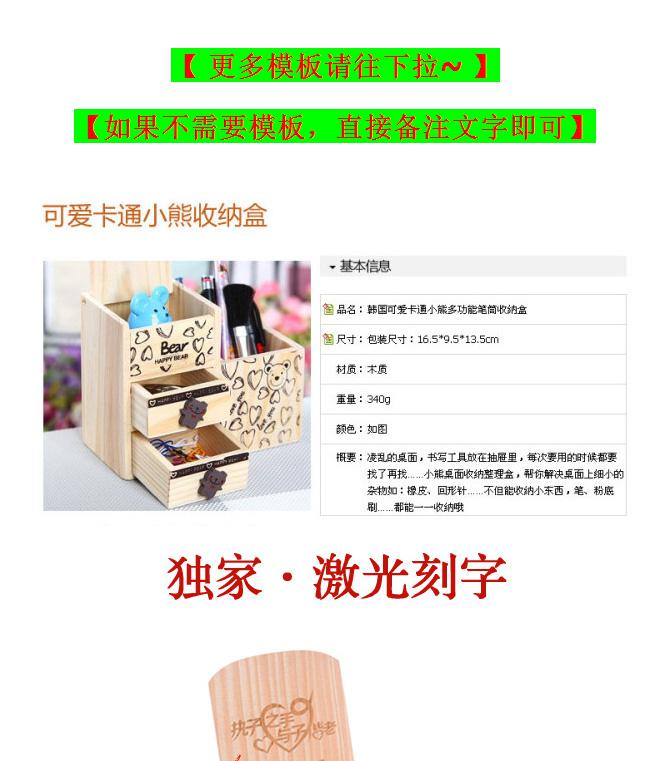 【 更多模板请往下拉~ 】
【如果不需要模板，直接备注文字即可】
可爱卡通小熊收纳盒
基本信息
品名：韩国可爱卡通小熊多功能笔筒收纳盒
尺寸：包装尺寸：16.5*9.5*13.5cm
材质：木质
重量：340g
颜色：如图
概要：凌乱的桌面，书写工具放在抽屉里，每次要用的时候都要
找了再找……小熊桌面收纳整理盒，帮你解决桌面上细小的
杂物如：橡皮、回形针……不但能收纳小东西，笔、粉底
刷……都能一一收纳哦
Bear
HAPPY BEAR
独家·激光刻字
执子之手
与子偕老